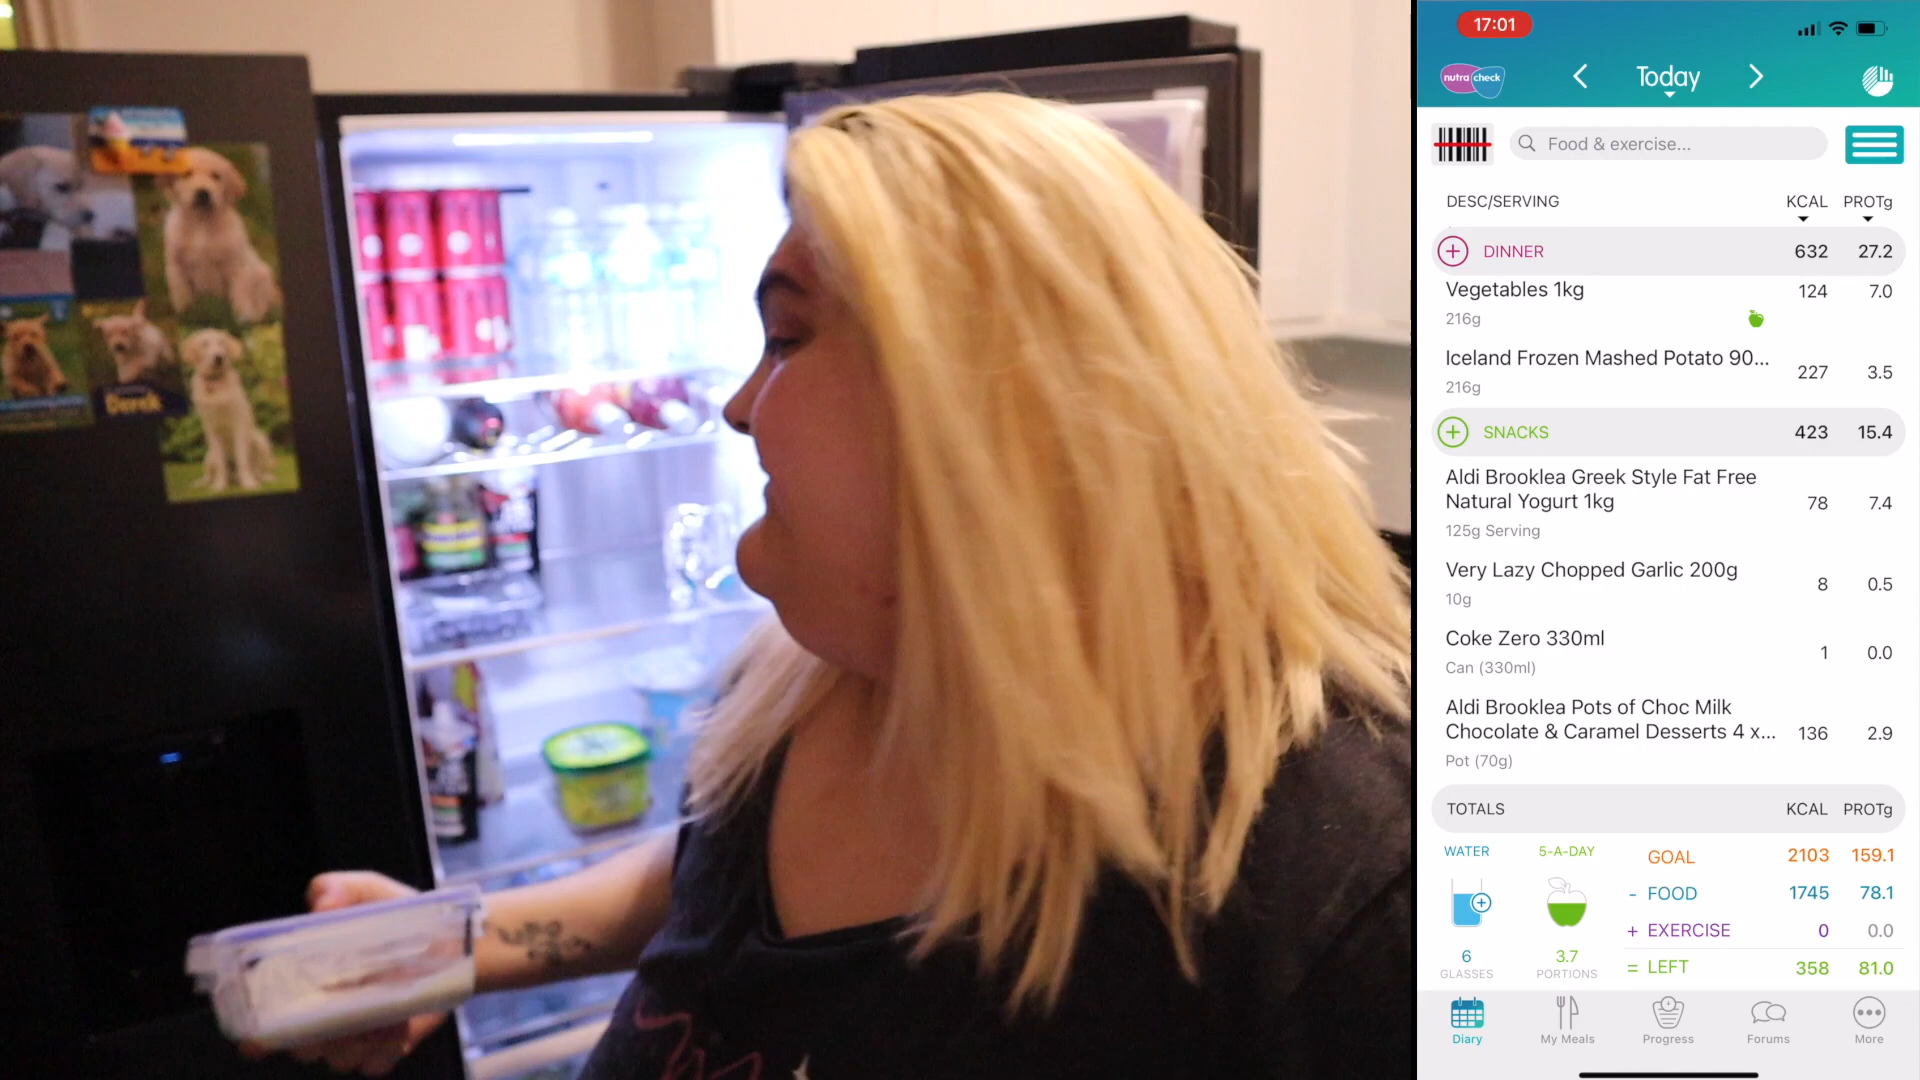 Derek
17:01
nutra check
Today
Food & exercise...
DESC/SERVING KCAL PROTg
DINNER 632 27.2
Vegetables 1kg 124 7.0
216g
Iceland Frozen Mashed Potato 90... 227 3.5
216g
SNACKS 423 15.4
Aldi Brooklea Greek Style Fat Free
Natural Yogurt 1kg 78 7.4
125g Serving
Very Lazy Chopped Garlic 200g 8 0.5
10g
Coke Zero 330ml 1 0.0
Can (330ml)
Aldi Brooklea Pots of Choc Milk
Chocolate & Caramel Desserts 4 x... 136 2.9
Pot (70g)
TOTALS KCAL PROTg
WATER 5-A-DAY GOAL 2103 159.1
- FOOD 1745 78.1
+ EXERCISE 0 0.0
6 3.7 = LEFT 358 81.0
GLASSES PORTIONS
Diary My Meals Progress Forums More